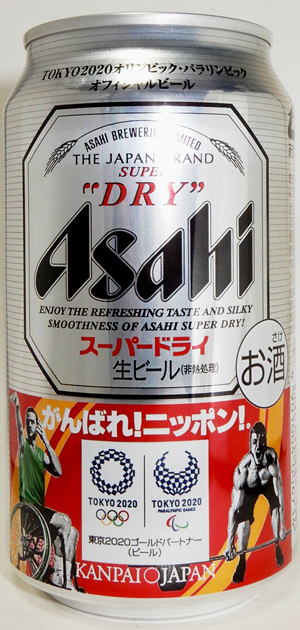 TOKYO2020オリンピック・パラリンピック
オフィシャルビール
ASAHI BREWERIES LIMITED
THE JAPAN BRAND
SUPER
"DRY"
Asahi
ENJOY THE REFRESHING TASTE AND SILKY
SMOOTHNESS OF ASAHI SUPER DRY!
スーパードライ
生ビール(非熱処理)
さけ
お酒
がんばれ!ニッポン!®
TOKYO 2020
TOKYO 2020
PARALYMPIC GAMES
東京2020ゴールドパートナー
(ビール)
KANPAI JAPAN